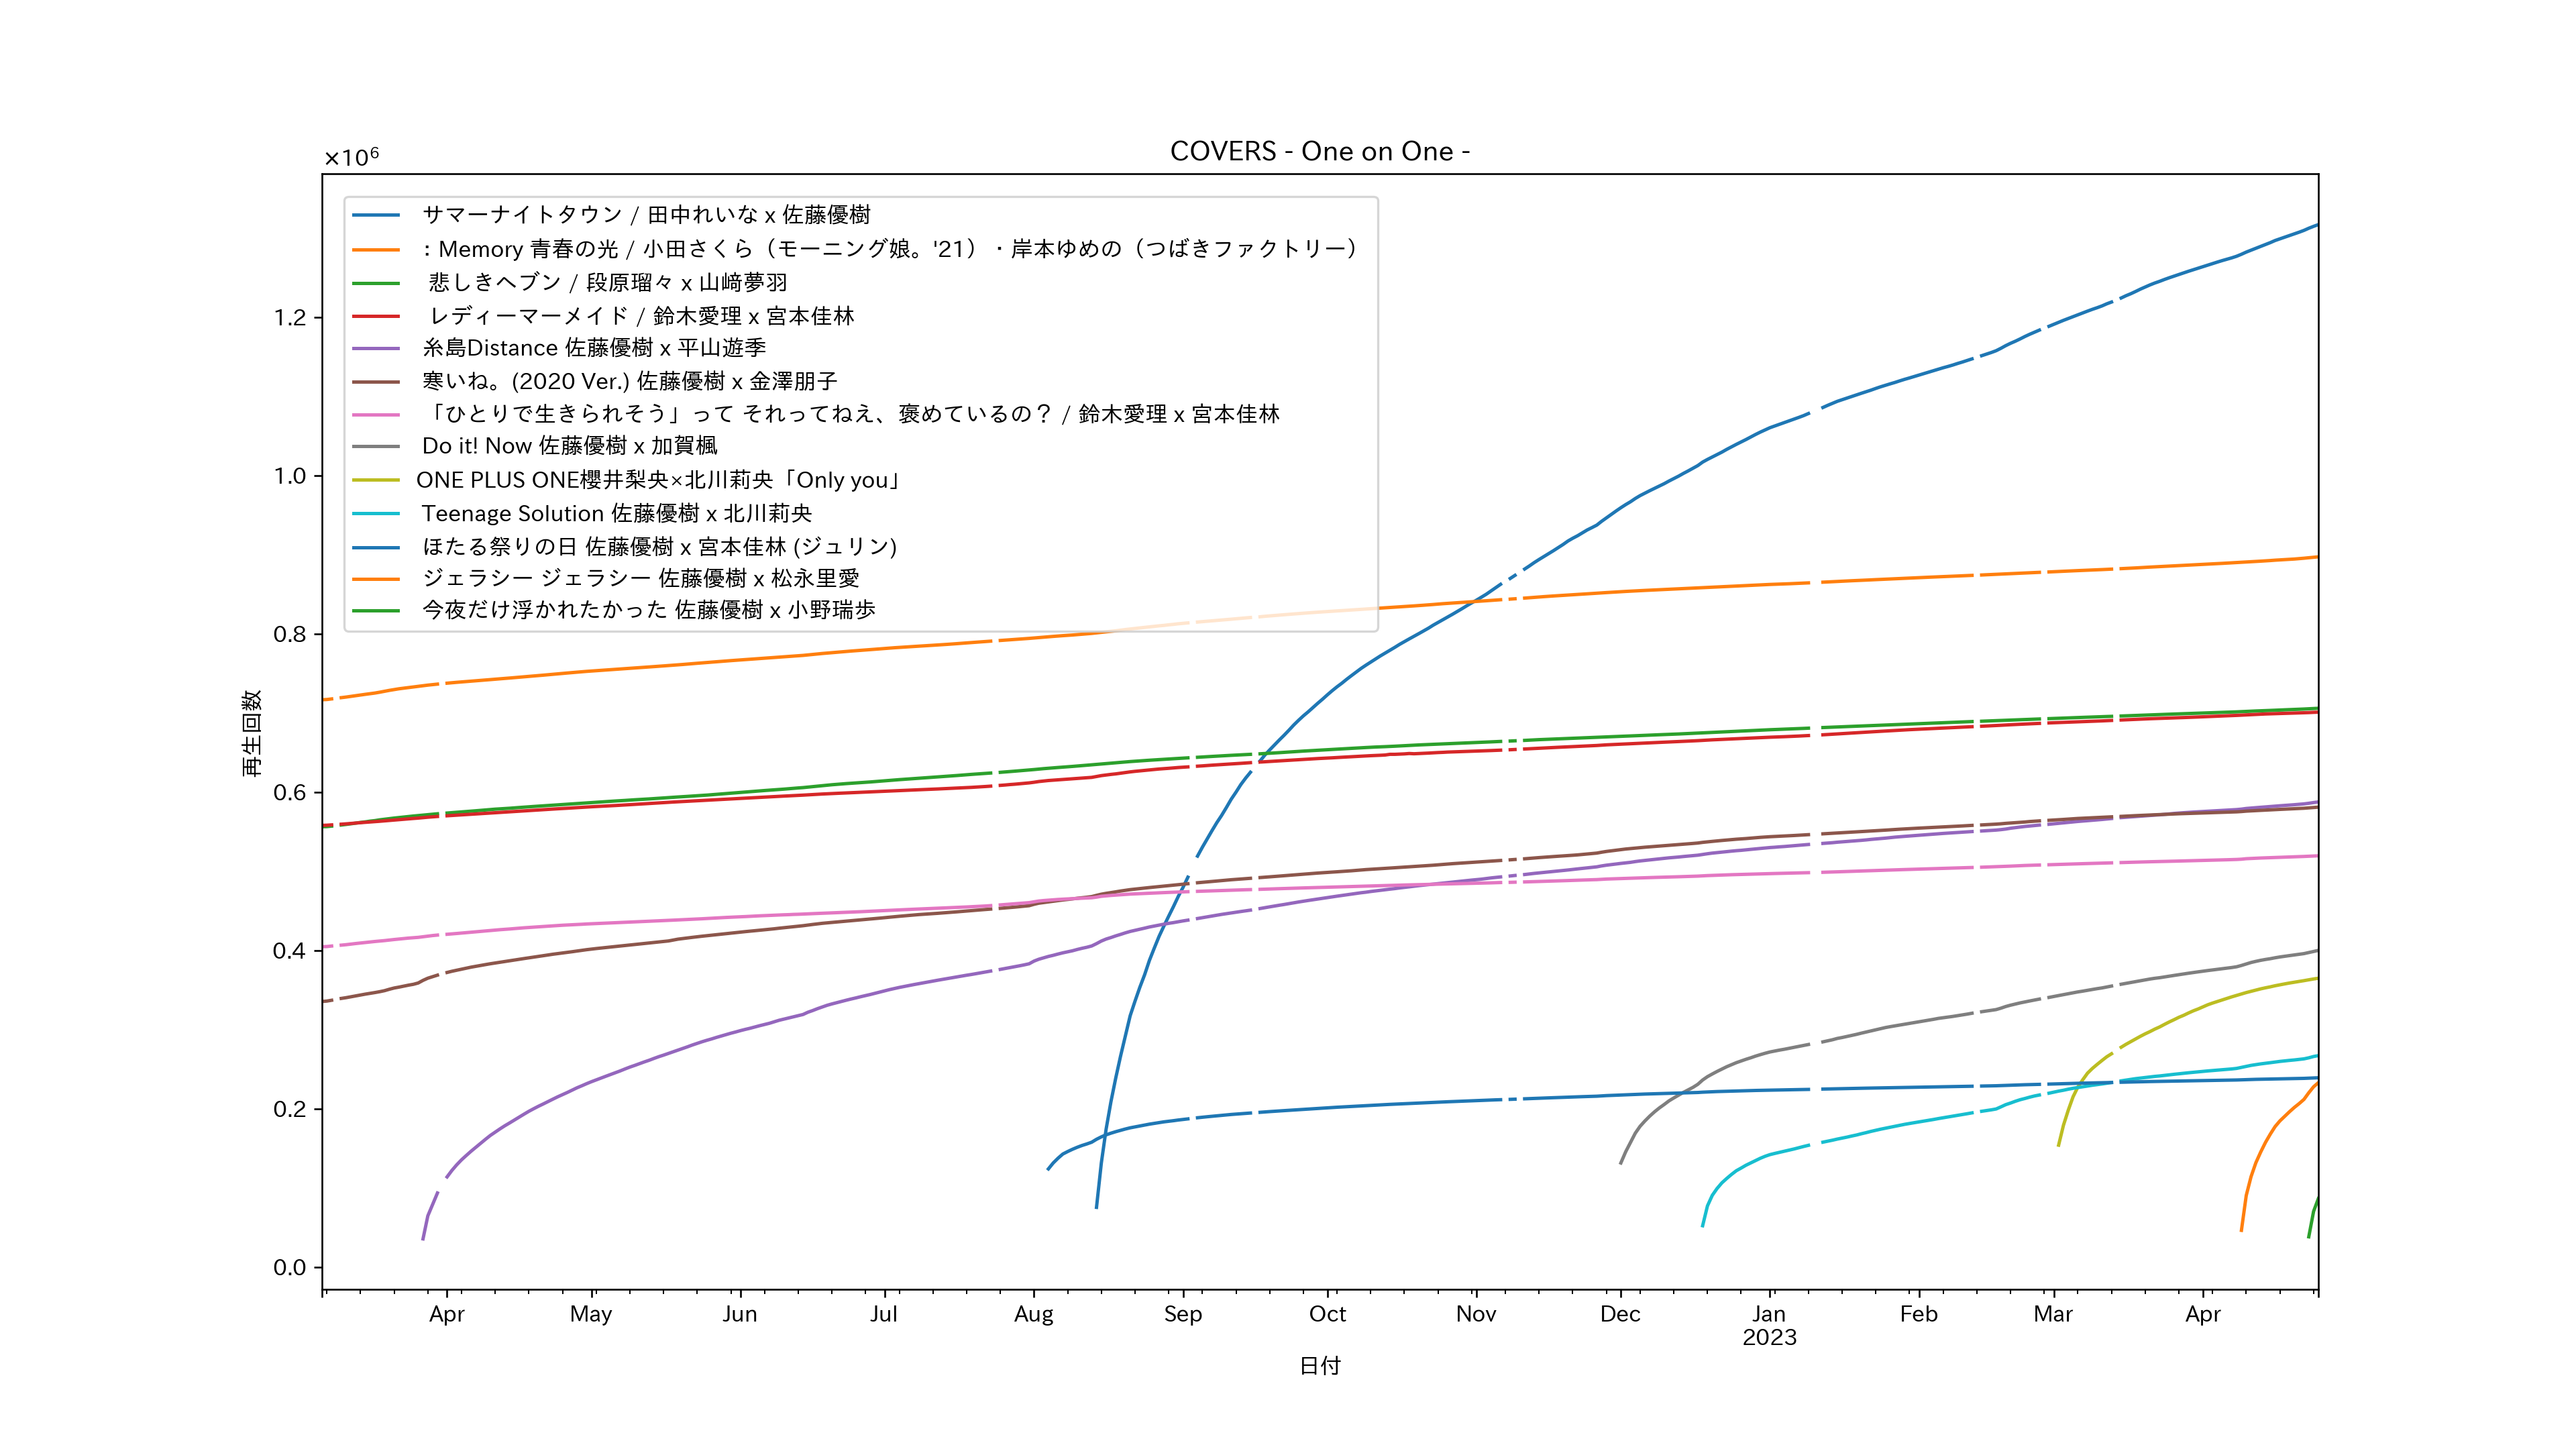 COVERS - One on One -
×10⁶
サマーナイトタウン / 田中れいな x 佐藤優樹
: Memory 青春の光 / 小田さくら（モーニング娘。'21）・岸本ゆめの（つばきファクトリー）
悲しきヘブン / 段原瑠々 x 山﨑夢羽
レディーマーメイド / 鈴木愛理 x 宮本佳林
糸島Distance 佐藤優樹 x 平山遊季
寒いね。(2020 Ver.) 佐藤優樹 x 金澤朋子
「ひとりで生きられそう」って それってねえ、褒めているの？ / 鈴木愛理 x 宮本佳林
Do it! Now 佐藤優樹 x 加賀楓
ONE PLUS ONE櫻井梨央×北川莉央「Only you」
Teenage Solution 佐藤優樹 x 北川莉央
ほたる祭りの日 佐藤優樹 x 宮本佳林 (ジュリン)
ジェラシー ジェラシー 佐藤優樹 x 松永里愛
今夜だけ浮かれたかった 佐藤優樹 x 小野瑞歩
1.2
1.0
0.8
0.6
0.4
0.2
0.0
再生回数
Apr May Jun Jul Aug Sep Oct Nov Dec Jan Feb Mar Apr
2023
日付